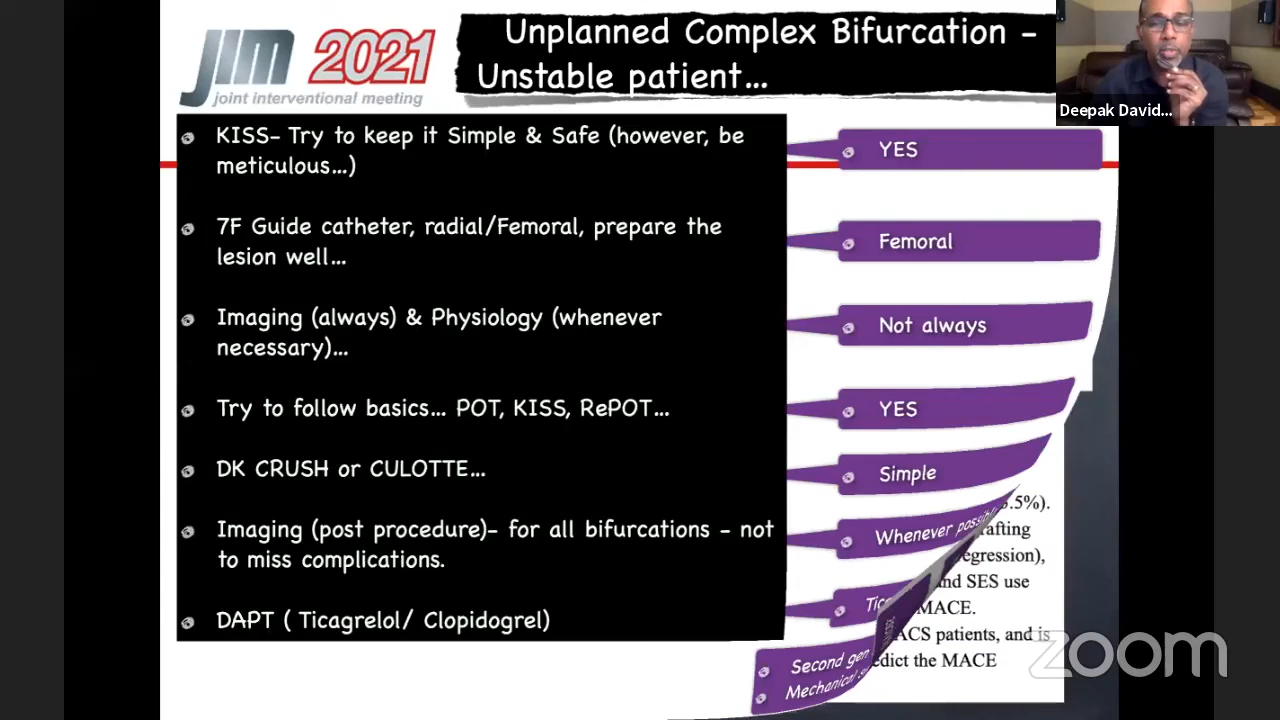 JIM 2021
joint interventional meeting
Unplanned Complex Bifurcation –
Unstable patient...
Deepak David...
KISS- Try to keep it Simple & Safe (however, be
meticulous...)
YES
7F Guide catheter, radial/Femoral, prepare the
lesion well...
Femoral
Imaging (always) & Physiology (whenever
necessary)...
Not always
Try to follow basics... POT, KISS, RePOT...
YES
DK CRUSH or CULOTTE...
Simple
Imaging (post procedure)- for all bifurcations - not
to miss complications.
Whenever
DAPT ( Ticagrelol/ Clopidogrel)
Second gen
Mechanical
.5%).
and SES use
MACE.
ACS patients, and is
the MACE
zoom